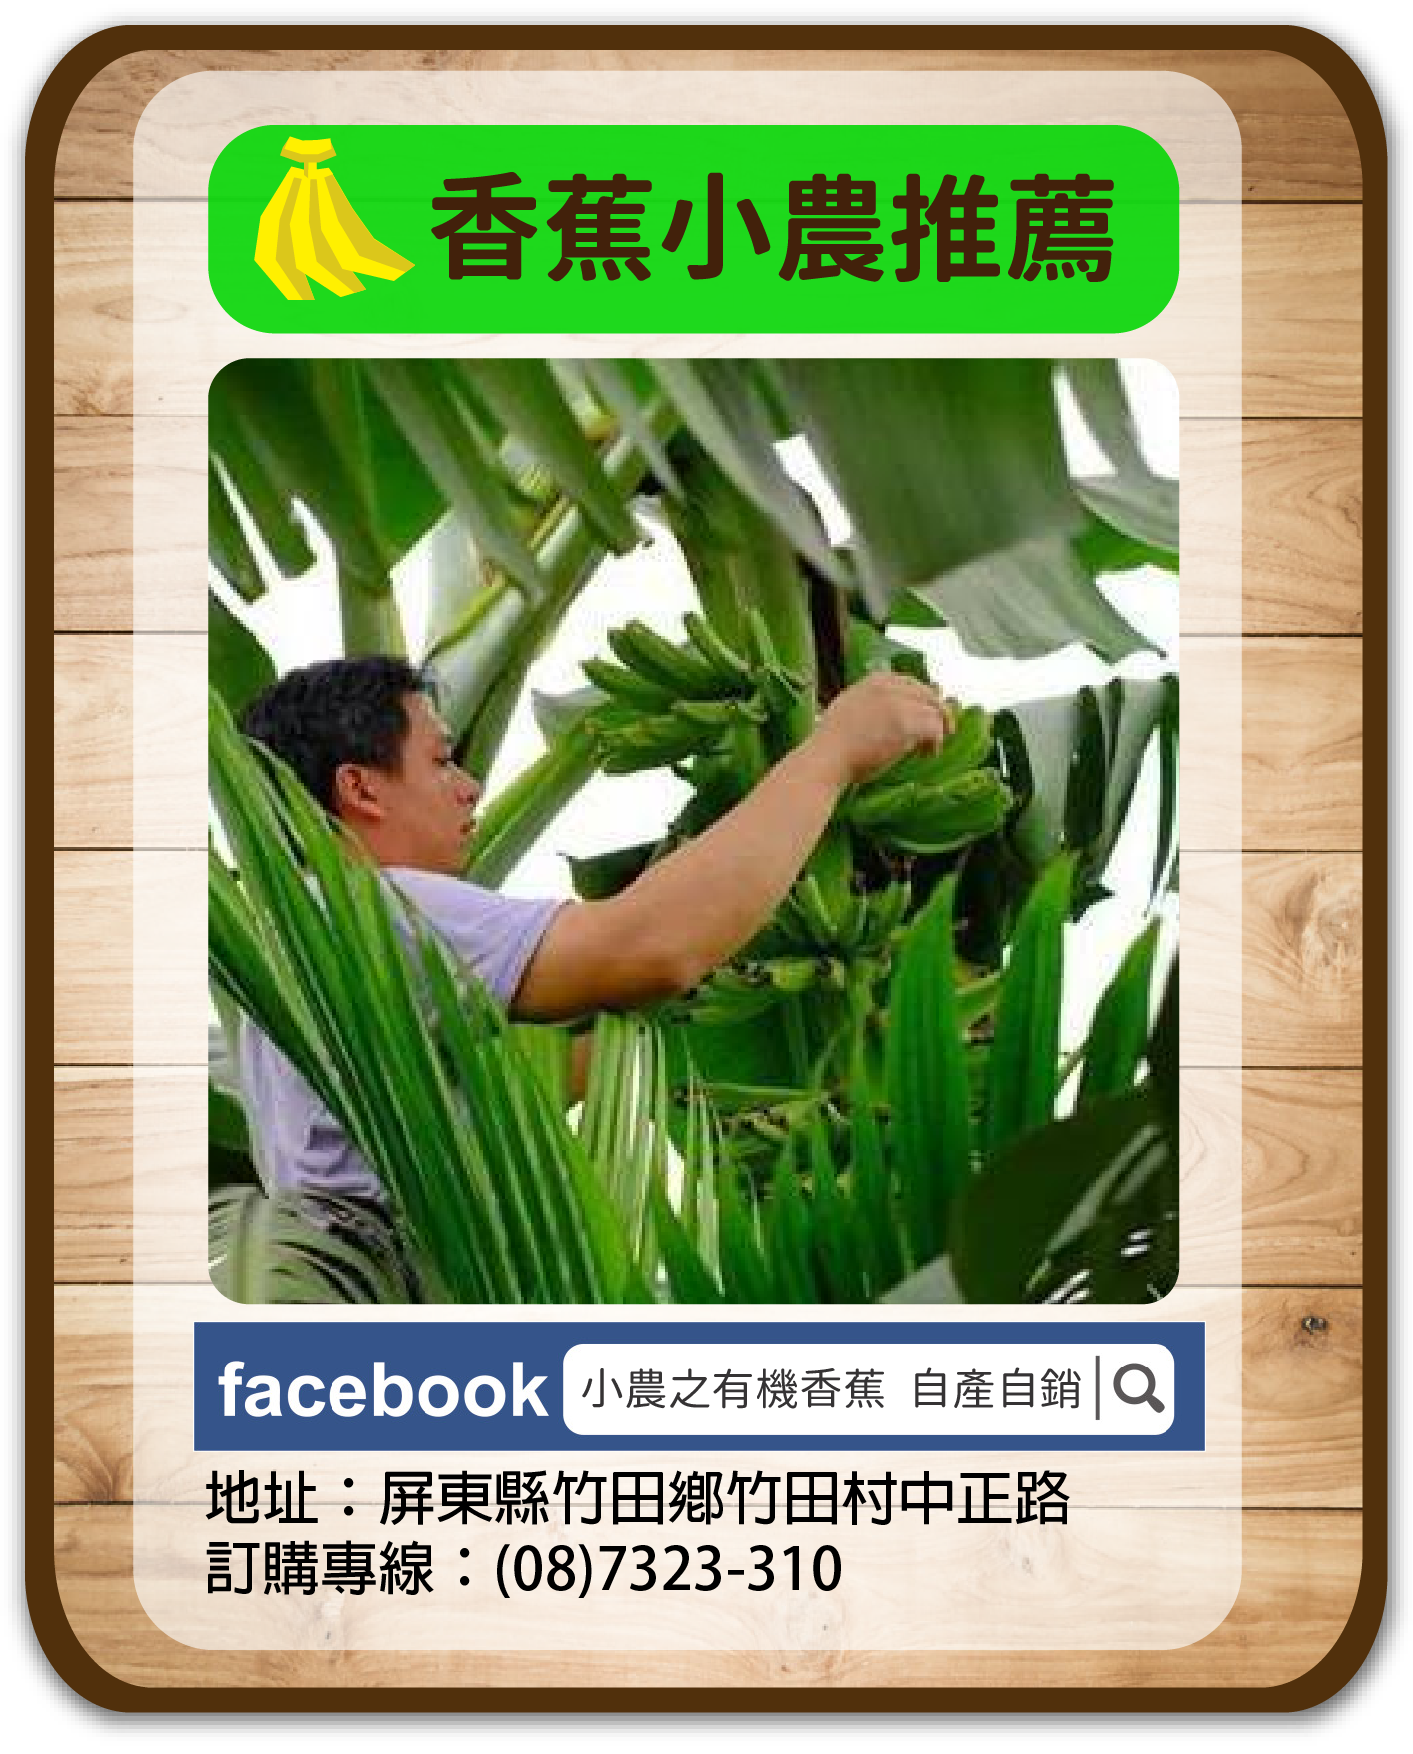 香蕉小農推薦
facebook 小農之有機香蕉 自產自銷
地址：屏東縣竹田鄉竹田村中正路
訂購專線：(08)7323-310